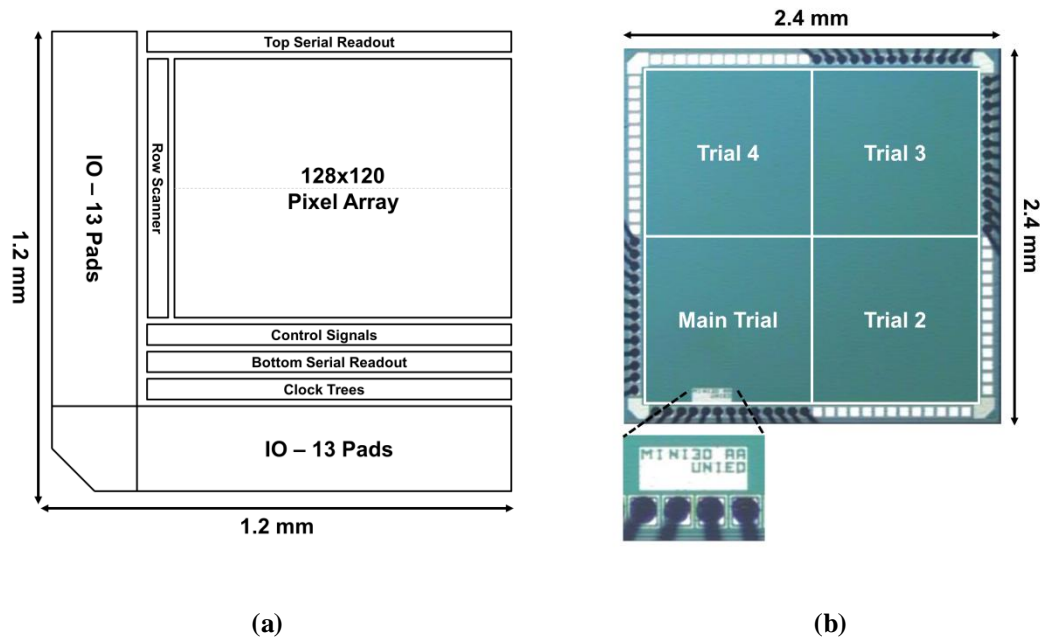 Top Serial Readout
IO – 13 Pads
Row Scanner
128x120
Pixel Array
1.2 mm
Control Signals
Bottom Serial Readout
Clock Trees
IO – 13 Pads
1.2 mm
(a)
2.4 mm
Trial 4
Trial 3
2.4 mm
Main Trial
Trial 2
MINI3D AA
UNIED
(b)